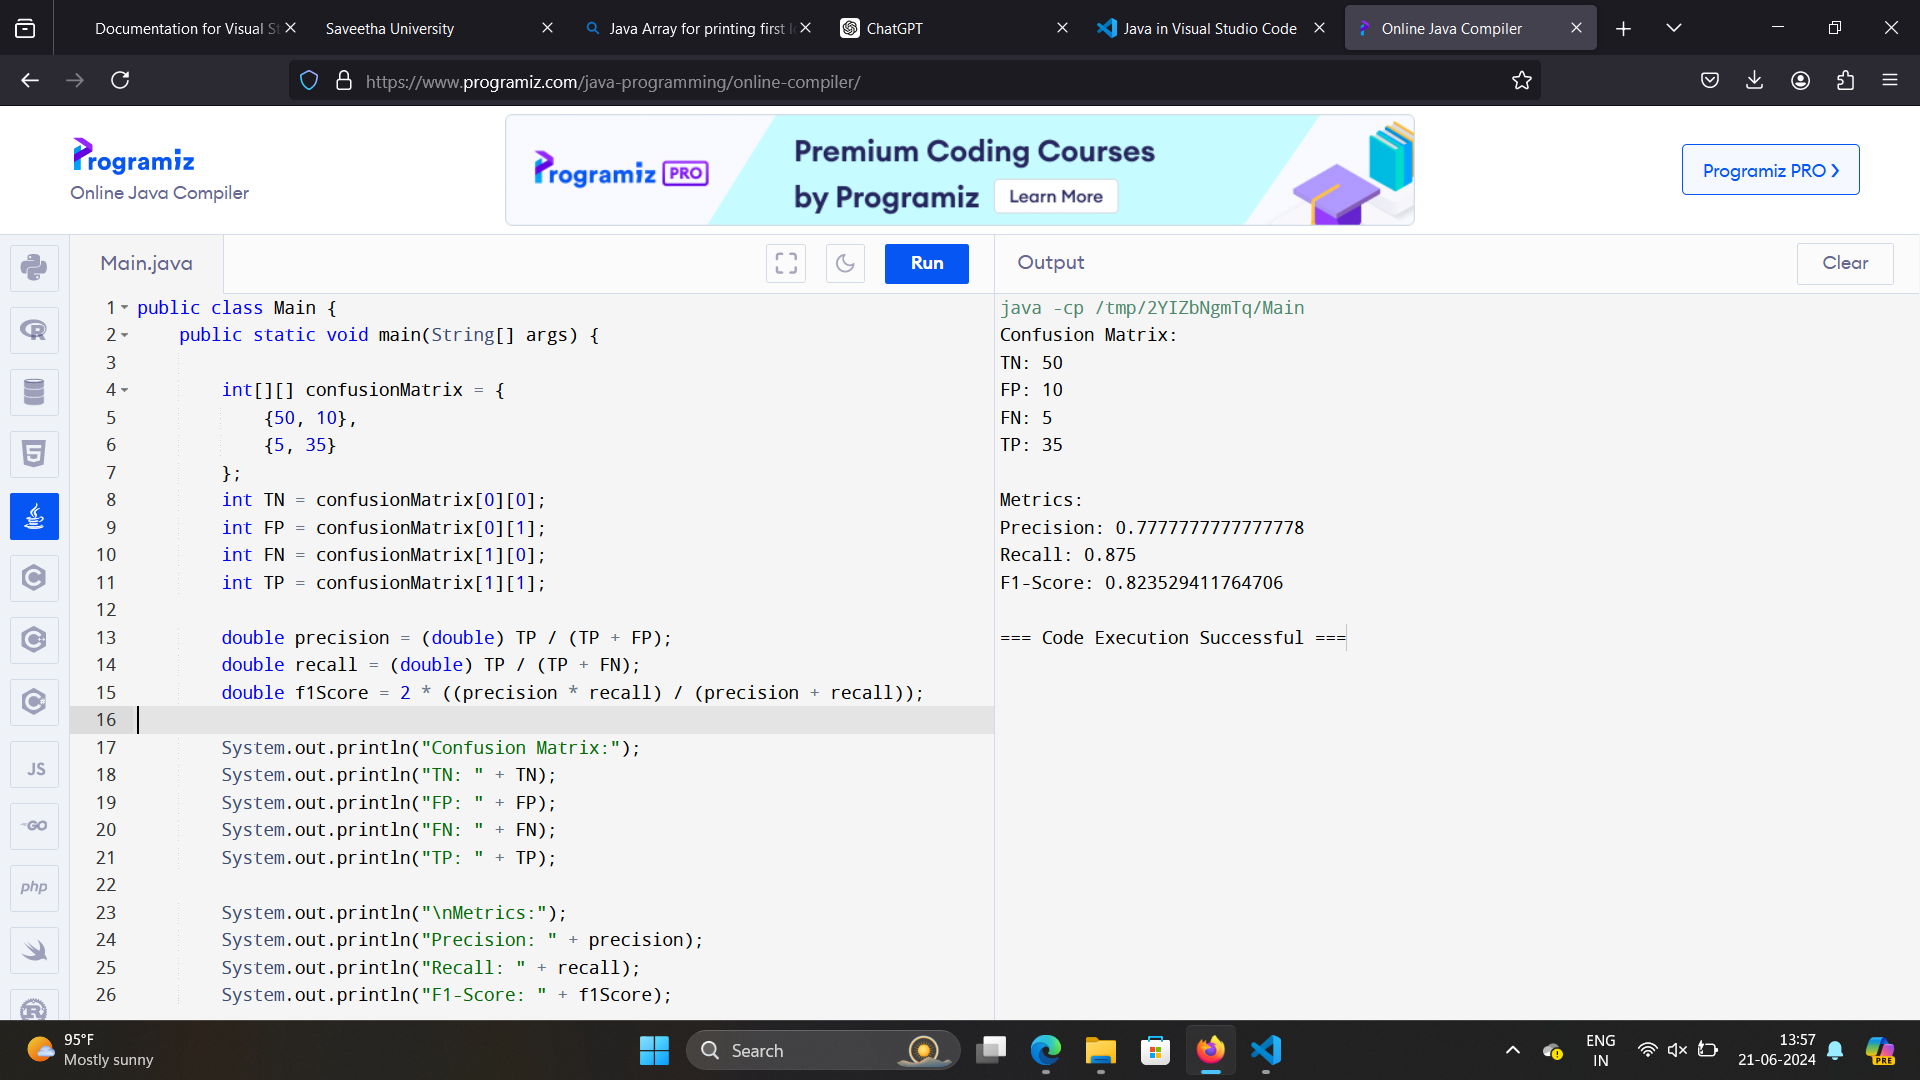 Documentation for Visual St
Saveetha University
Java Array for printing first l
ChatGPT
Java in Visual Studio Code
Online Java Compiler
https://www.programiz.com/java-programming/online-compiler/
Programiz
Online Java Compiler
Programiz PRO
Premium Coding Courses
by Programiz
Learn More
Programiz PRO ❯
Main.java
Run
Output
Clear
1 public class Main {
2 public static void main(String[] args) {
3
4 int[][] confusionMatrix = {
5 {50, 10},
6 {5, 35}
7 };
8 int TN = confusionMatrix[0][0];
9 int FP = confusionMatrix[0][1];
10 int FN = confusionMatrix[1][0];
11 int TP = confusionMatrix[1][1];
12
13 double precision = (double) TP / (TP + FP);
14 double recall = (double) TP / (TP + FN);
15 double f1Score = 2 * ((precision * recall) / (precision + recall));
16
17 System.out.println("Confusion Matrix:");
18 System.out.println("TN: " + TN);
19 System.out.println("FP: " + FP);
20 System.out.println("FN: " + FN);
21 System.out.println("TP: " + TP);
22
23 System.out.println("\nMetrics:");
24 System.out.println("Precision: " + precision);
25 System.out.println("Recall: " + recall);
26 System.out.println("F1-Score: " + f1Score);
java -cp /tmp/2YIZbNgmTq/Main
Confusion Matrix:
TN: 50
FP: 10
FN: 5
TP: 35
Metrics:
Precision: 0.7777777777777778
Recall: 0.875
F1-Score: 0.823529411764706
=== Code Execution Successful ===
JS
GO
php
95°F
Mostly sunny
Search
ENG
IN
13:57
21-06-2024
PRE